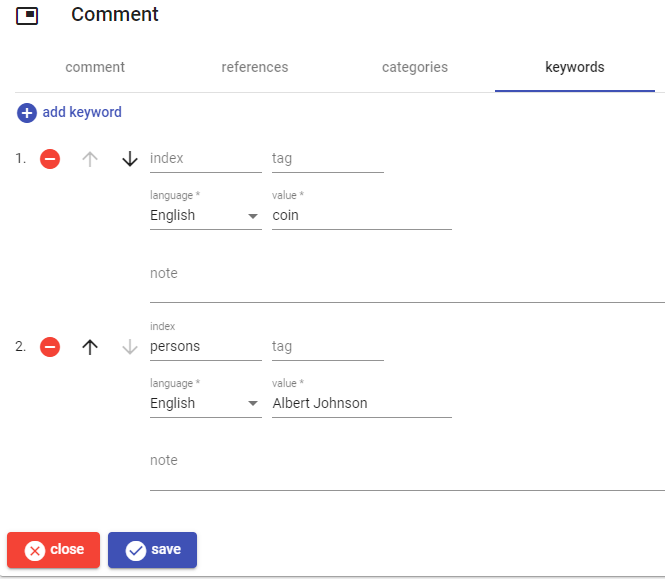 Comment
comment references categories keywords
add keyword
1. index tag
language * value *
English coin
note
index
2. persons tag
language * value *
English Albert Johnson
note
close save